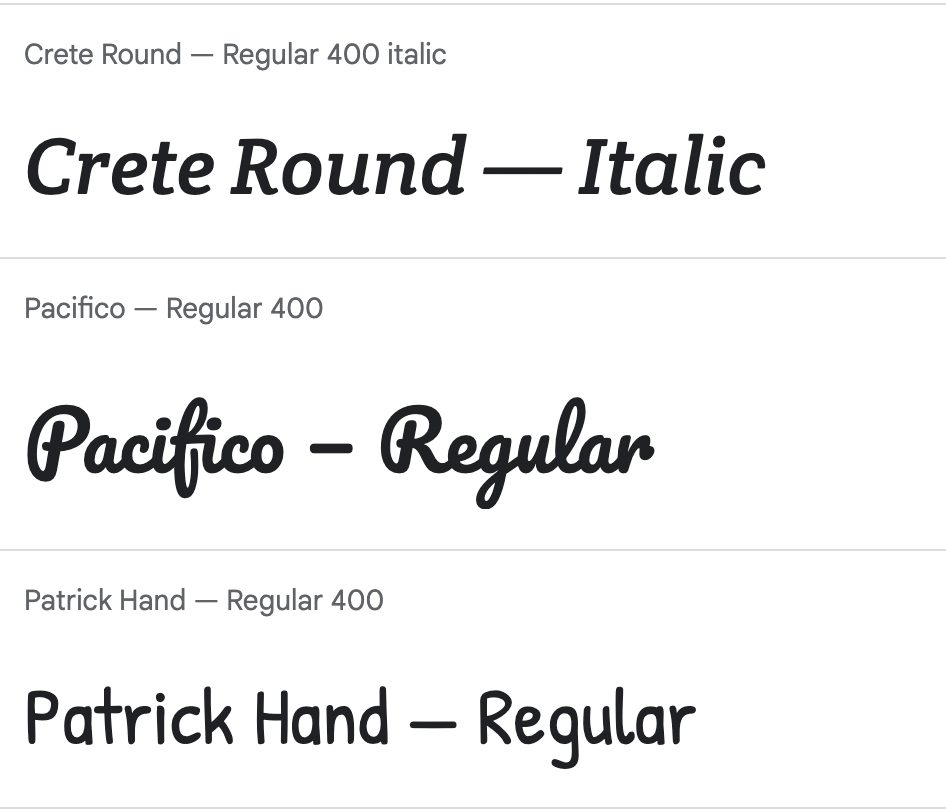 Crete Round — Regular 400 italic
Crete Round — Italic
Pacifico — Regular 400
Pacifico — Regular
Patrick Hand — Regular 400
Patrick Hand — Regular